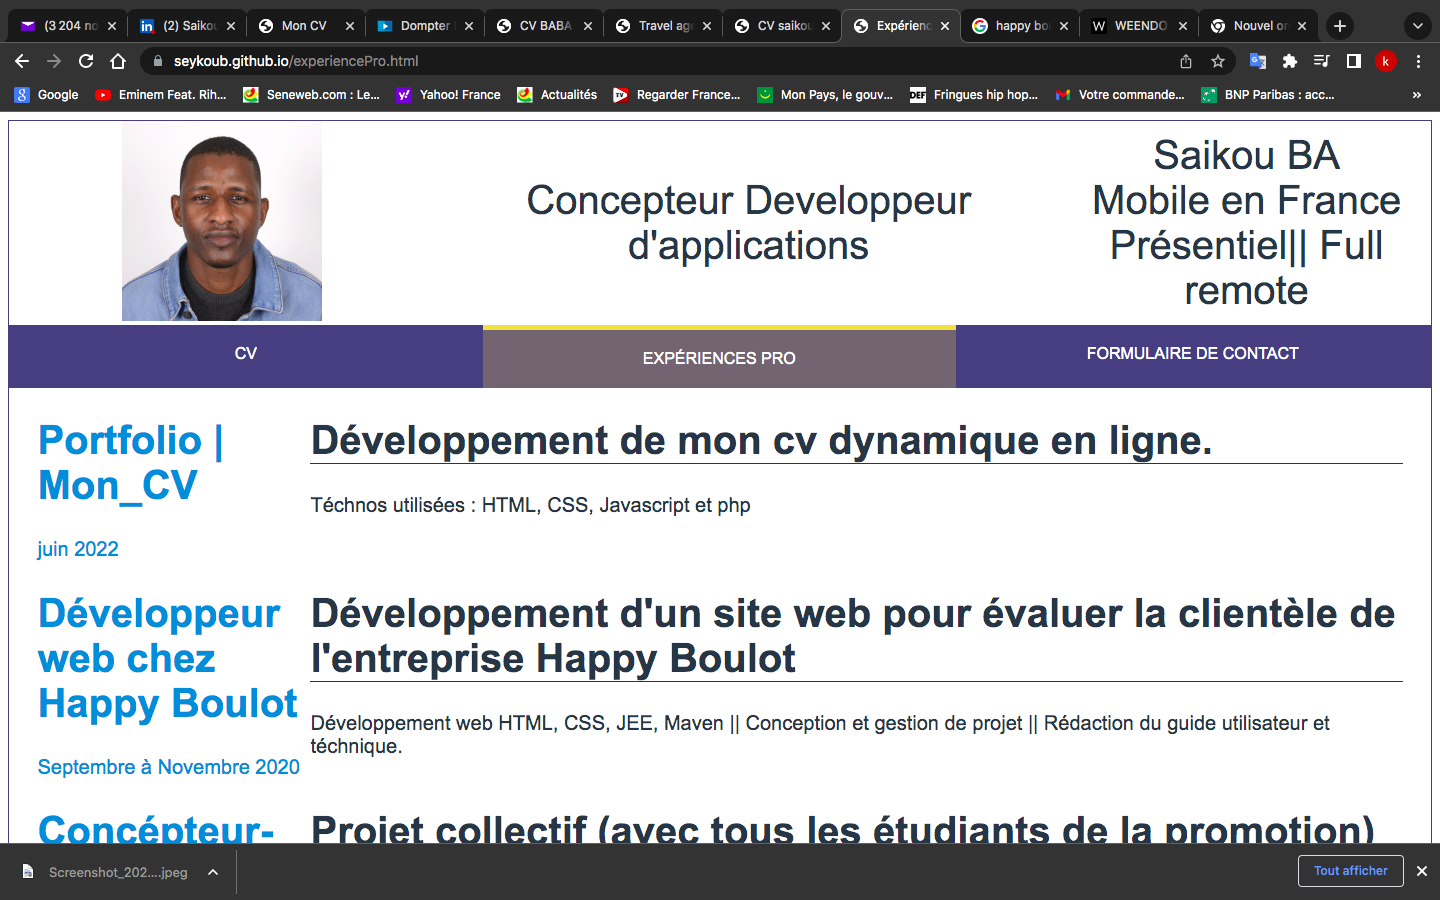 (3 204 no
(2) Saikou
Mon CV
Dompter
CV BABA
Travel age
CV saikou
Expérienc
happy bo
WEENDO
Nouvel on
seykoub.github.io/experiencePro.html
k
Google
Eminem Feat. Rih...
Seneweb.com : Le...
Yahoo! France
Actualités
Regarder France...
Mon Pays, le gouv...
Fringues hip hop...
Votre commande...
BNP Paribas : acc...
»
Concepteur Developpeur
d'applications
Saikou BA
Mobile en France
Présentiel|| Full
remote
CV
EXPÉRIENCES PRO
FORMULAIRE DE CONTACT
Portfolio |
Mon_CV
juin 2022
Développement de mon cv dynamique en ligne.
Téchnos utilisées : HTML, CSS, Javascript et php
Développeur
web chez
Happy Boulot
Septembre à Novembre 2020
Développement d'un site web pour évaluer la clientèle de
l'entreprise Happy Boulot
Développement web HTML, CSS, JEE, Maven || Conception et gestion de projet || Rédaction du guide utilisateur et
téchnique.
Concépteur-
Projet collectif (avec tous les étudiants de la promotion)
Screenshot_202....jpeg
Tout afficher